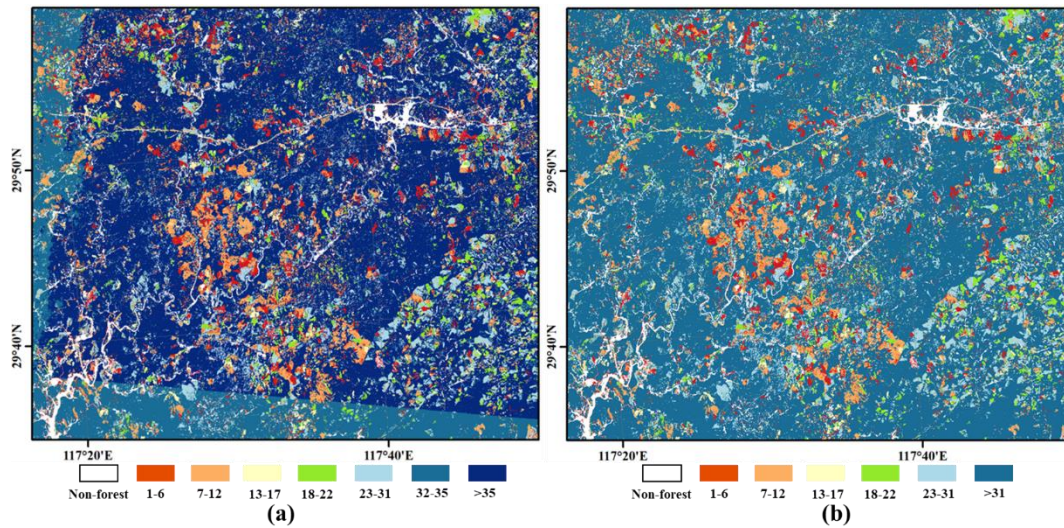 29°50'N
29°40'N
117°20'E
117°40'E
Non-forest 1-6 7-12 13-17 18-22 23-31 32-35 >35
(a)
29°50'N
29°40'N
117°20'E
117°40'E
Non-forest 1-6 7-12 13-17 18-22 23-31 >31
(b)